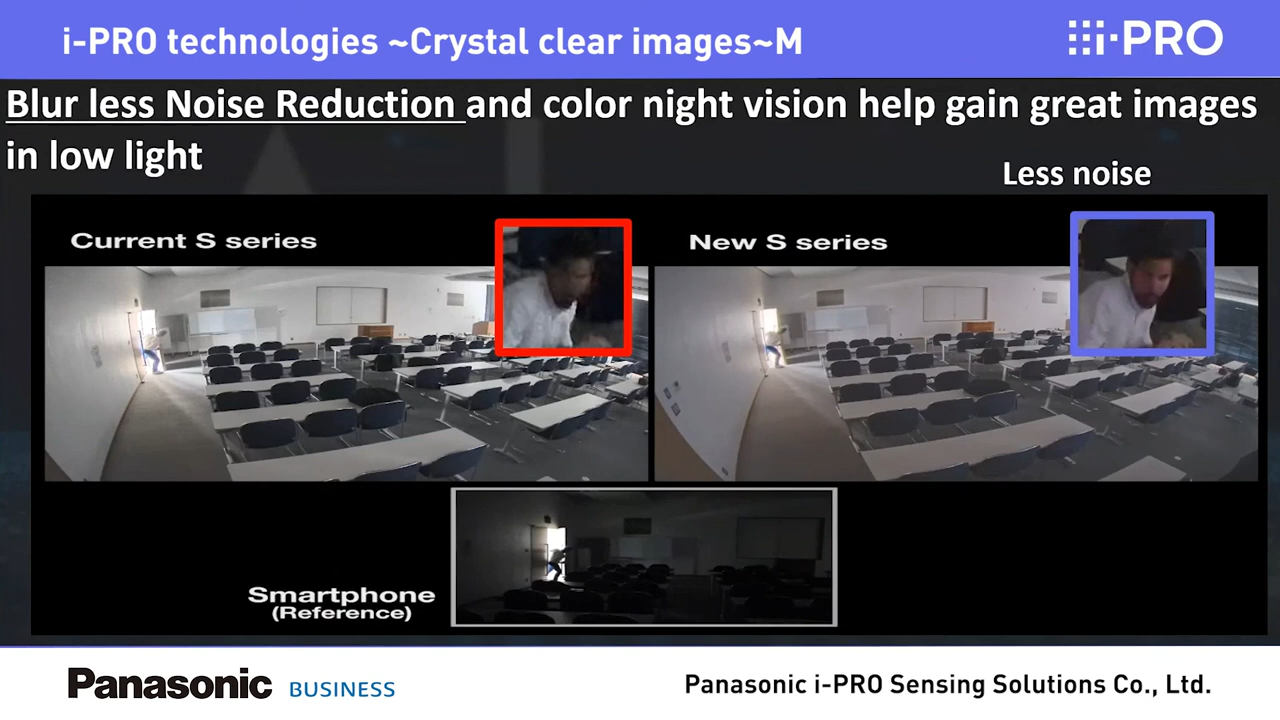 i-PRO technologies ~Crystal clear images~M
i-PRO
Blur less Noise Reduction and color night vision help gain great images
in low light
Less noise
Current S series
New S series
Smartphone
(Reference)
Panasonic BUSINESS
Panasonic i-PRO Sensing Solutions Co., Ltd.